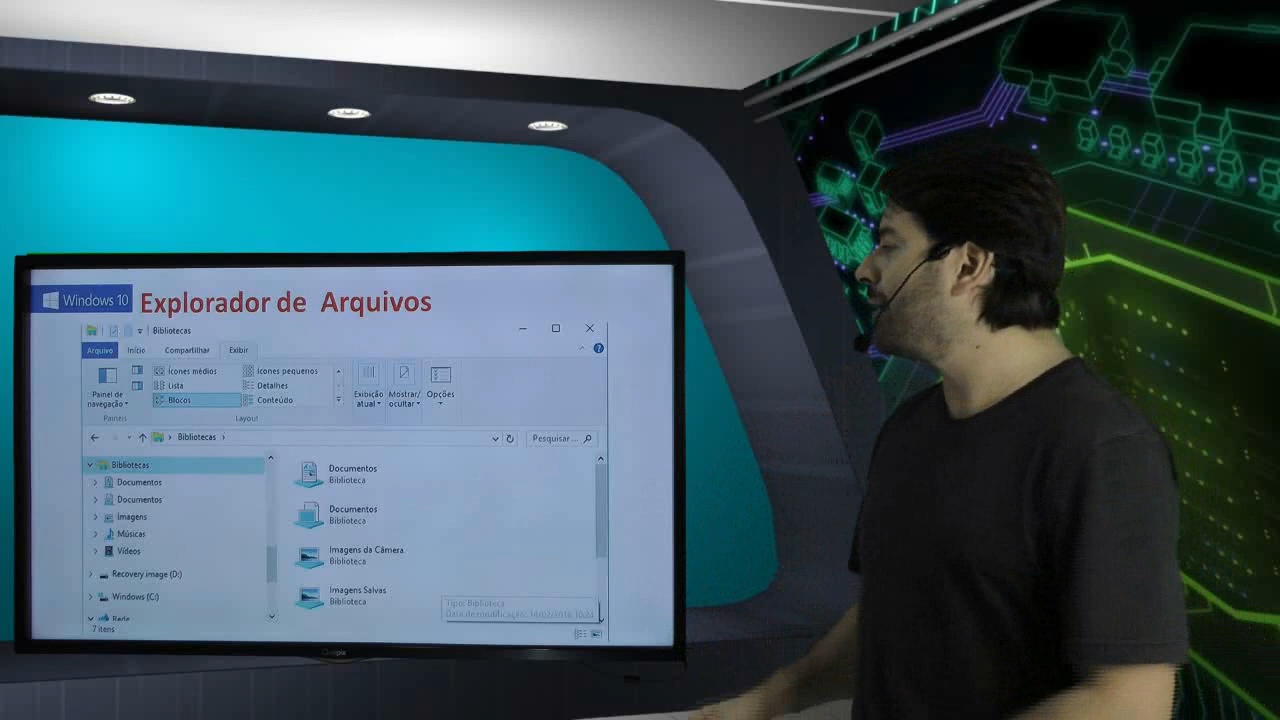 Windows 10 Explorador de Arquivos
Bibliotecas
Arquivo Início Compartilhar Exibir
Painel de navegação
Ícones médios Ícones pequenos
Lista Detalhes
Blocos Conteúdo
Exibição atual
Mostrar/ ocultar
Opções
Painéis Layout
Bibliotecas Pesquisar ...
Bibliotecas
Documentos
Documentos
Imagens
Músicas
Vídeos
Recovery image (D:)
Windows (C:)
Rede
7 itens
Documentos
Biblioteca
Documentos
Biblioteca
Imagens da Câmera
Biblioteca
Imagens Salvas
Biblioteca
Tipo: Biblioteca